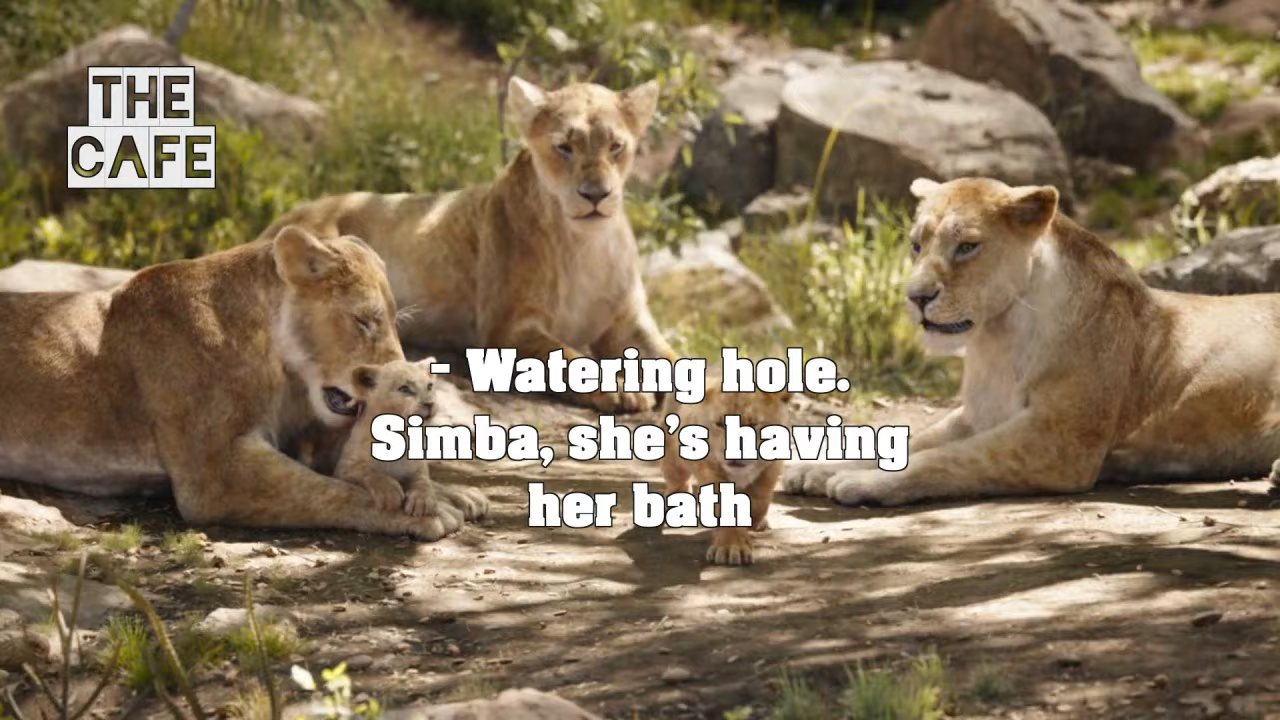 THE
CAFE
- Watering hole.
Simba, she's having
her bath